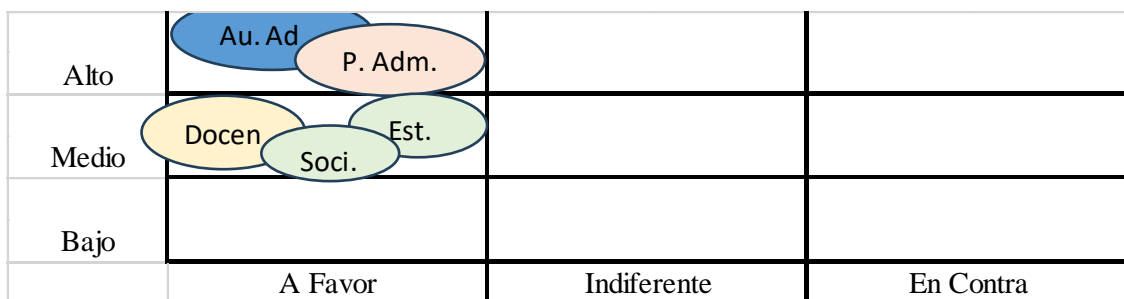 Au. Ad
P. Adm.
Alto
Docen
Est.
Soci.
Medio
Bajo
A Favor
Indiferente
En Contra